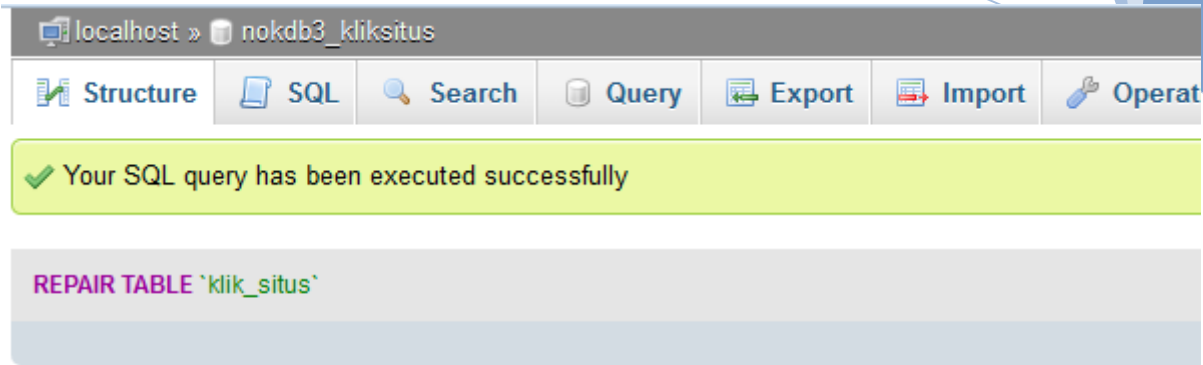 localhost » nokdb3_kliksitus
Structure SQL Search Query Export Import Operat
Your SQL query has been executed successfully
REPAIR TABLE `klik_situs`